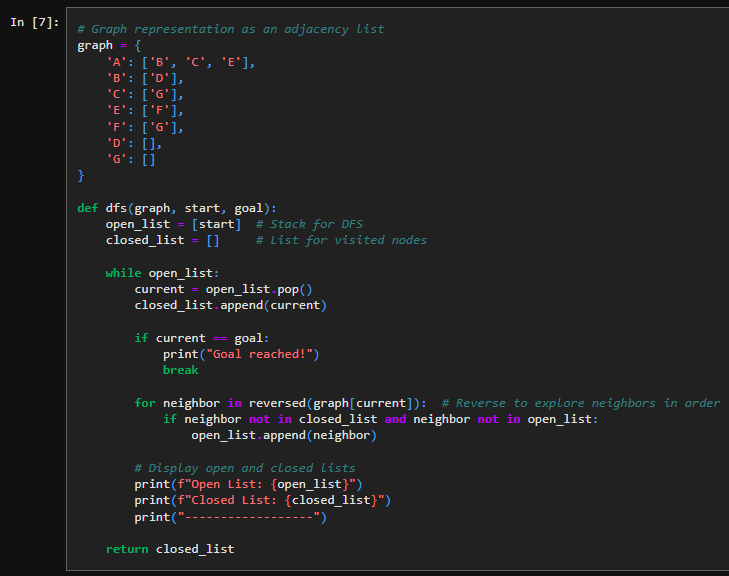 In [7]:
# Graph representation as an adjacency list
graph = {
    'A': ['B', 'C', 'E'],
    'B': ['D'],
    'C': ['G'],
    'E': ['F'],
    'F': ['G'],
    'D': [],
    'G': []
}
def dfs(graph, start, goal):
    open_list = [start]  # Stack for DFS
    closed_list = []     # List for visited nodes
    while open_list:
        current = open_list.pop()
        closed_list.append(current)
        if current == goal:
            print("Goal reached!")
            break
        for neighbor in reversed(graph[current]):  # Reverse to explore neighbors in order
            if neighbor not in closed_list and neighbor not in open_list:
                open_list.append(neighbor)
        # Display open and closed lists
        print(f"Open List: {open_list}")
        print(f"Closed List: {closed_list}")
        print("------------------")
    return closed_list